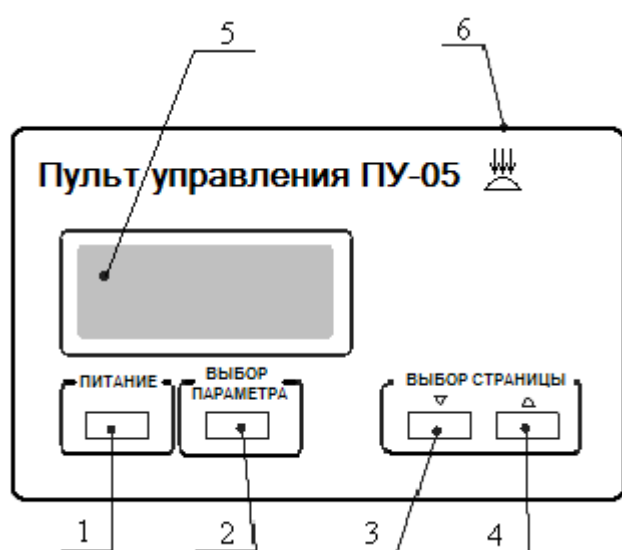 5 6
Пульт управления ПУ-05
ПИТАНИЕ
ВЫБОР
ПАРАМЕТРА
ВЫБОР СТРАНИЦЫ
1 2 3 4